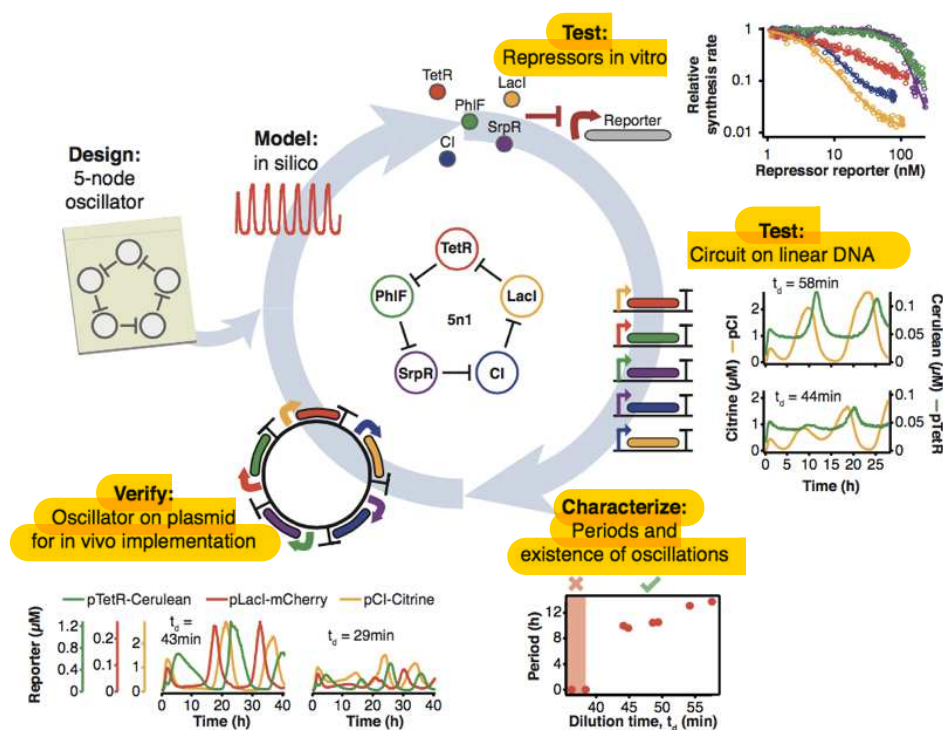 Design:
5-node
oscillator
Model:
in silico
TetR
LacI
PhlF
SrpR
CI
Reporter
Test:
Repressors in vitro
Relative
synthesis rate
1
0.1
0.01
1
10
100
Repressor reporter (nM)
TetR
PhlF
LacI
5n1
SrpR
CI
Test:
Circuit on linear DNA
t_d = 58min
2
1
0
0.1
0.05
0
t_d = 44min
2
1
0
0.1
0.05
0
Citrine (µM) — pCI
Cerulean (µM) — pTetR
0 5 10 15 20 25
Time (h)
Verify:
Oscillator on plasmid
for in vivo implementation
pTetR-Cerulean pLacI-mCherry pCI-Citrine
Reporter (µM)
1.2
0.8
0.4
0
0.2
0
2
1
0
t_d =
43min
t_d = 29min
0 10 20 30 40
0 10 20 30 40
Time (h)
Time (h)
Characterize:
Periods and
existence of oscillations
Period (h)
12
8
4
0
40 45 50 55
Dilution time, t_d (min)